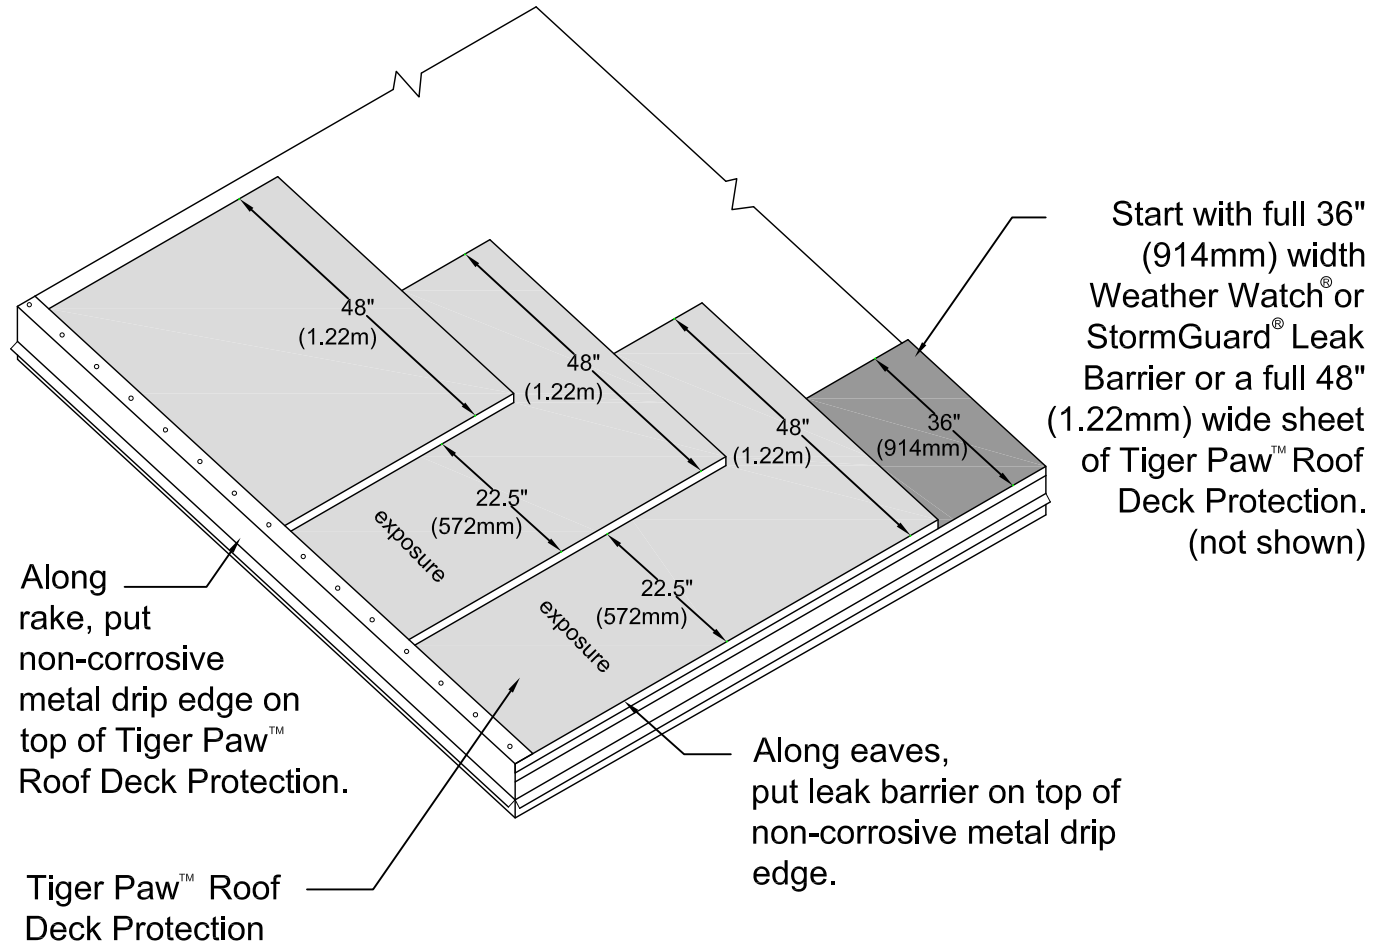 Start with full 36"
(914mm) width
Weather Watch® or
StormGuard® Leak
Barrier or a full 48"
(1.22mm) wide sheet
of Tiger Paw™ Roof
Deck Protection.
(not shown)
48"
(1.22m)
48"
(1.22m)
48"
(1.22m)
36"
(914mm)
22.5"
(572mm)
exposure
22.5"
(572mm)
exposure
Along
rake, put
non-corrosive
metal drip edge on
top of Tiger Paw™
Roof Deck Protection.
Along eaves,
put leak barrier on top of
non-corrosive metal drip
edge.
Tiger Paw™ Roof
Deck Protection